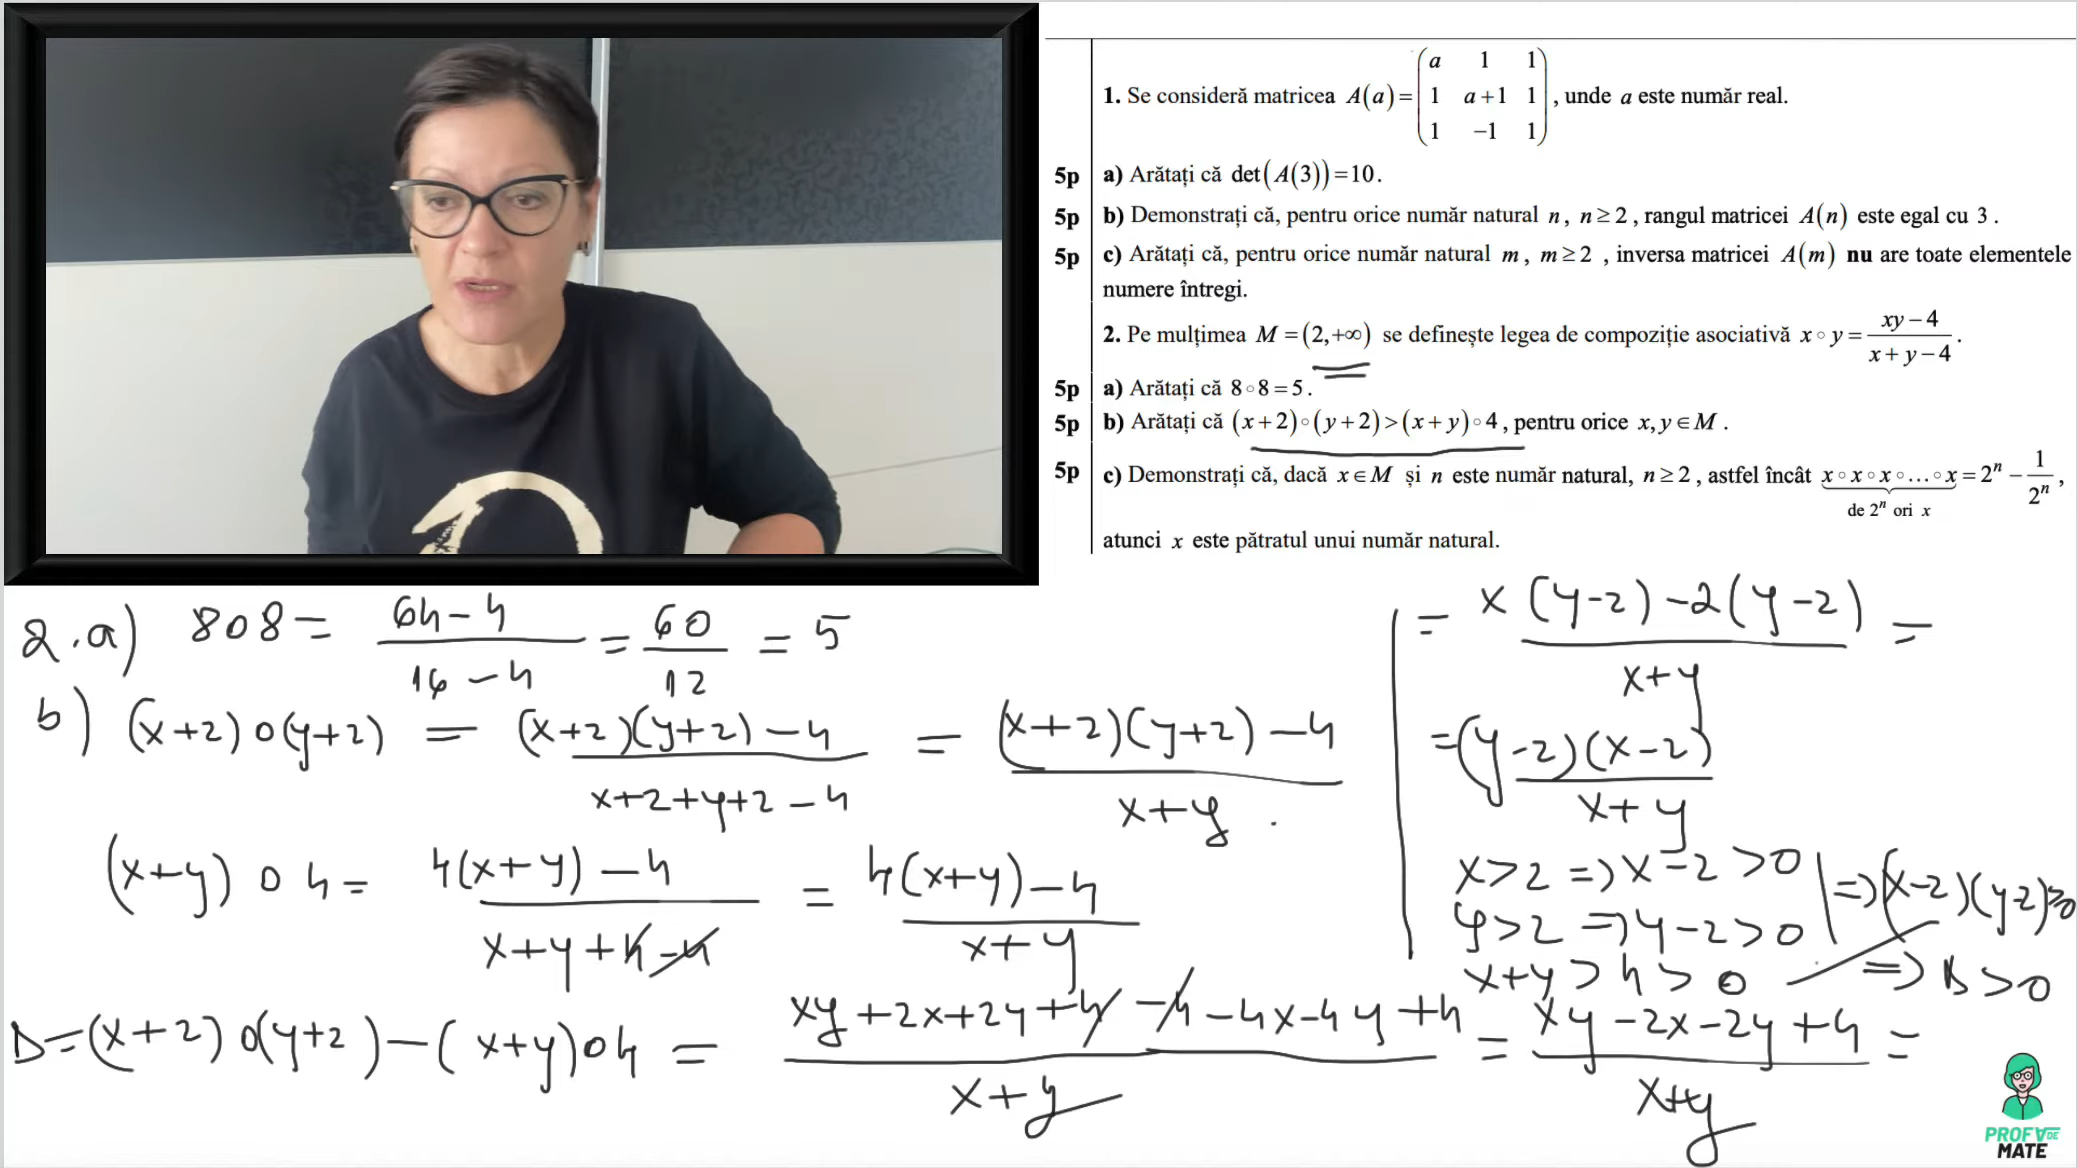 1. Se consideră matricea A(a) = ( a 1 1 ; 1 a+1 1 ; 1 −1 1 ), unde a este număr real.
5p a) Arătați că det(A(3)) = 10.
5p b) Demonstrați că, pentru orice număr natural n, n ≥ 2, rangul matricei A(n) este egal cu 3.
5p c) Arătați că, pentru orice număr natural m, m ≥ 2, inversa matricei A(m) nu are toate elementele
numere întregi.
2. Pe mulțimea M = (2,+∞) se definește legea de compoziție asociativă x∘y = (xy−4)/(x+y−4).
5p a) Arătați că 8∘8 = 5.
5p b) Arătați că (x+2)∘(y+2) > (x+y)∘4, pentru orice x, y ∈ M.
5p c) Demonstrați că, dacă x ∈ M și n este număr natural, n ≥ 2, astfel încât x∘x∘x∘...∘x = 2ⁿ − 1/2ⁿ,
de 2ⁿ ori x
atunci x este pătratul unui număr natural.
2.a) 8∘8 = (64−4)/(16−4) = 60/12 = 5
b) (x+2)∘(y+2) = ((x+2)(y+2)−4)/(x+2+y+2−4) = ((x+2)(y+2)−4)/(x+y)
(x+y)∘4 = (4(x+y)−4)/(x+y+4−4) = (4(x+y)−4)/(x+y)
D = (x+2)∘(y+2) − (x+y)∘4 = (xy+2x+2y+4−4−4x−4y+4)/(x+y) = (xy−2x−2y+4)/(x+y) =
= (x(y−2)−2(y−2))/(x+y) =
= ((y−2)(x−2))/(x+y)
x>2 => x−2>0
y>2 => y−2>0 | => (x−2)(y−2)>0
x+y>4>0 => D>0
PROFA DE
MATE